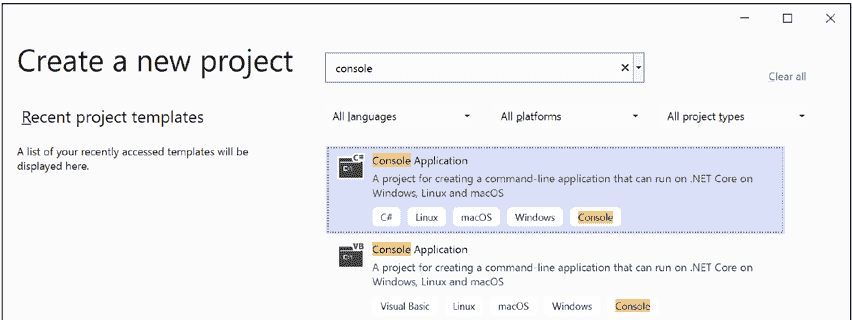 Create a new project
console
Clear all
Recent project templates
All languages
All platforms
All project types
A list of your recently accessed templates will be
displayed here.
C#
Console Application
A project for creating a command-line application that can run on .NET Core on
Windows, Linux and macOS
C#
Linux
macOS
Windows
Console
VB
Console Application
A project for creating a command-line application that can run on .NET Core on
Windows, Linux and macOS
Visual Basic
Linux
macOS
Windows
Console